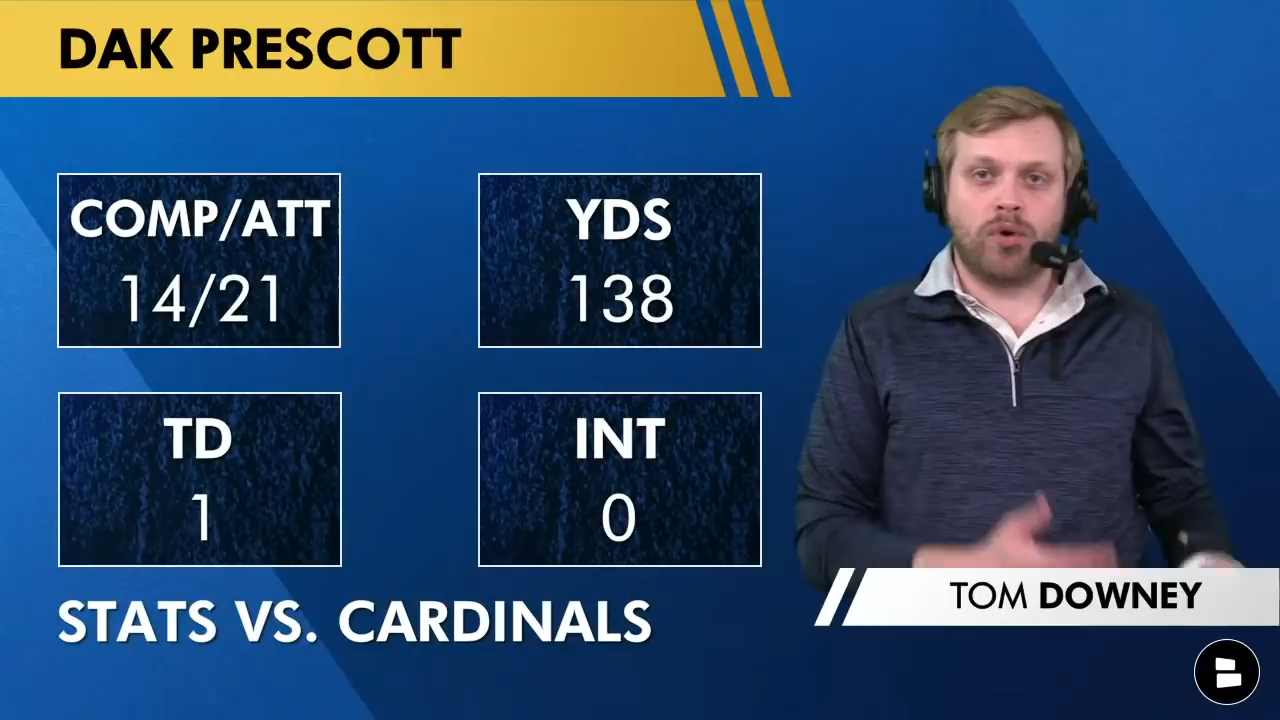 DAK PRESCOTT
COMP/ATT
14/21
YDS
138
TD
1
INT
0
STATS VS. CARDINALS
TOM DOWNEY